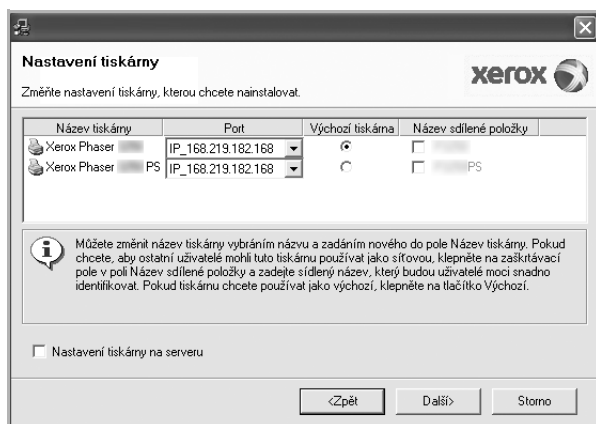 Nastavení tiskárny
xerox
Změňte nastavení tiskárny, kterou chcete nainstalovat.
Název tiskárny Port Výchozí tiskárna Název sdílené položky
Xerox Phaser IP_168.219.182.168
Xerox Phaser PS IP_168.219.182.168 PS
Můžete změnit název tiskárny vybráním názvu a zadáním nového do pole Název tiskárny. Pokud
chcete, aby ostatní uživatelé mohli tuto tiskárnu používat jako síťovou, klepněte na zaškrtávací
pole v poli Název sdílené položky a zadejte sídlený název, který budou uživatelé moci snadno
identifikovat. Pokud tiskárnu chcete používat jako výchozí, klepněte na tlačítko Výchozí.
Nastavení tiskárny na serveru
<Zpět Další> Storno